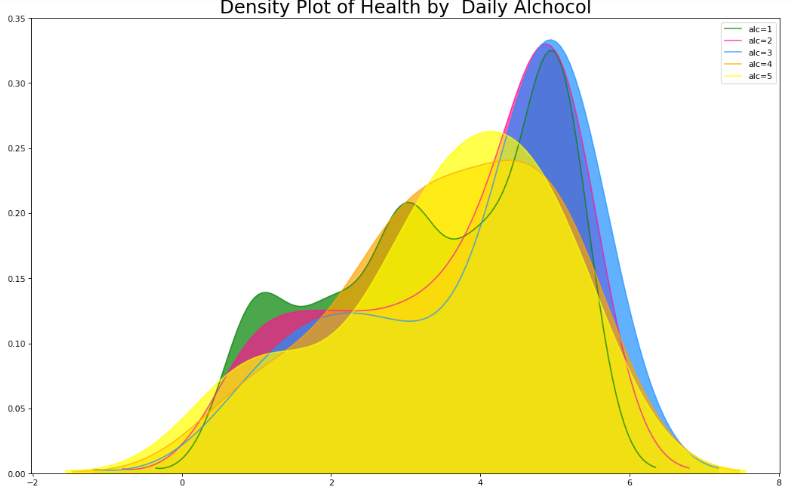 Density Plot of Health by  Daily Alchocol
0.35
0.30
0.25
0.20
0.15
0.10
0.05
0.00
−2
0
2
4
6
8
alc=1
alc=2
alc=3
alc=4
alc=5